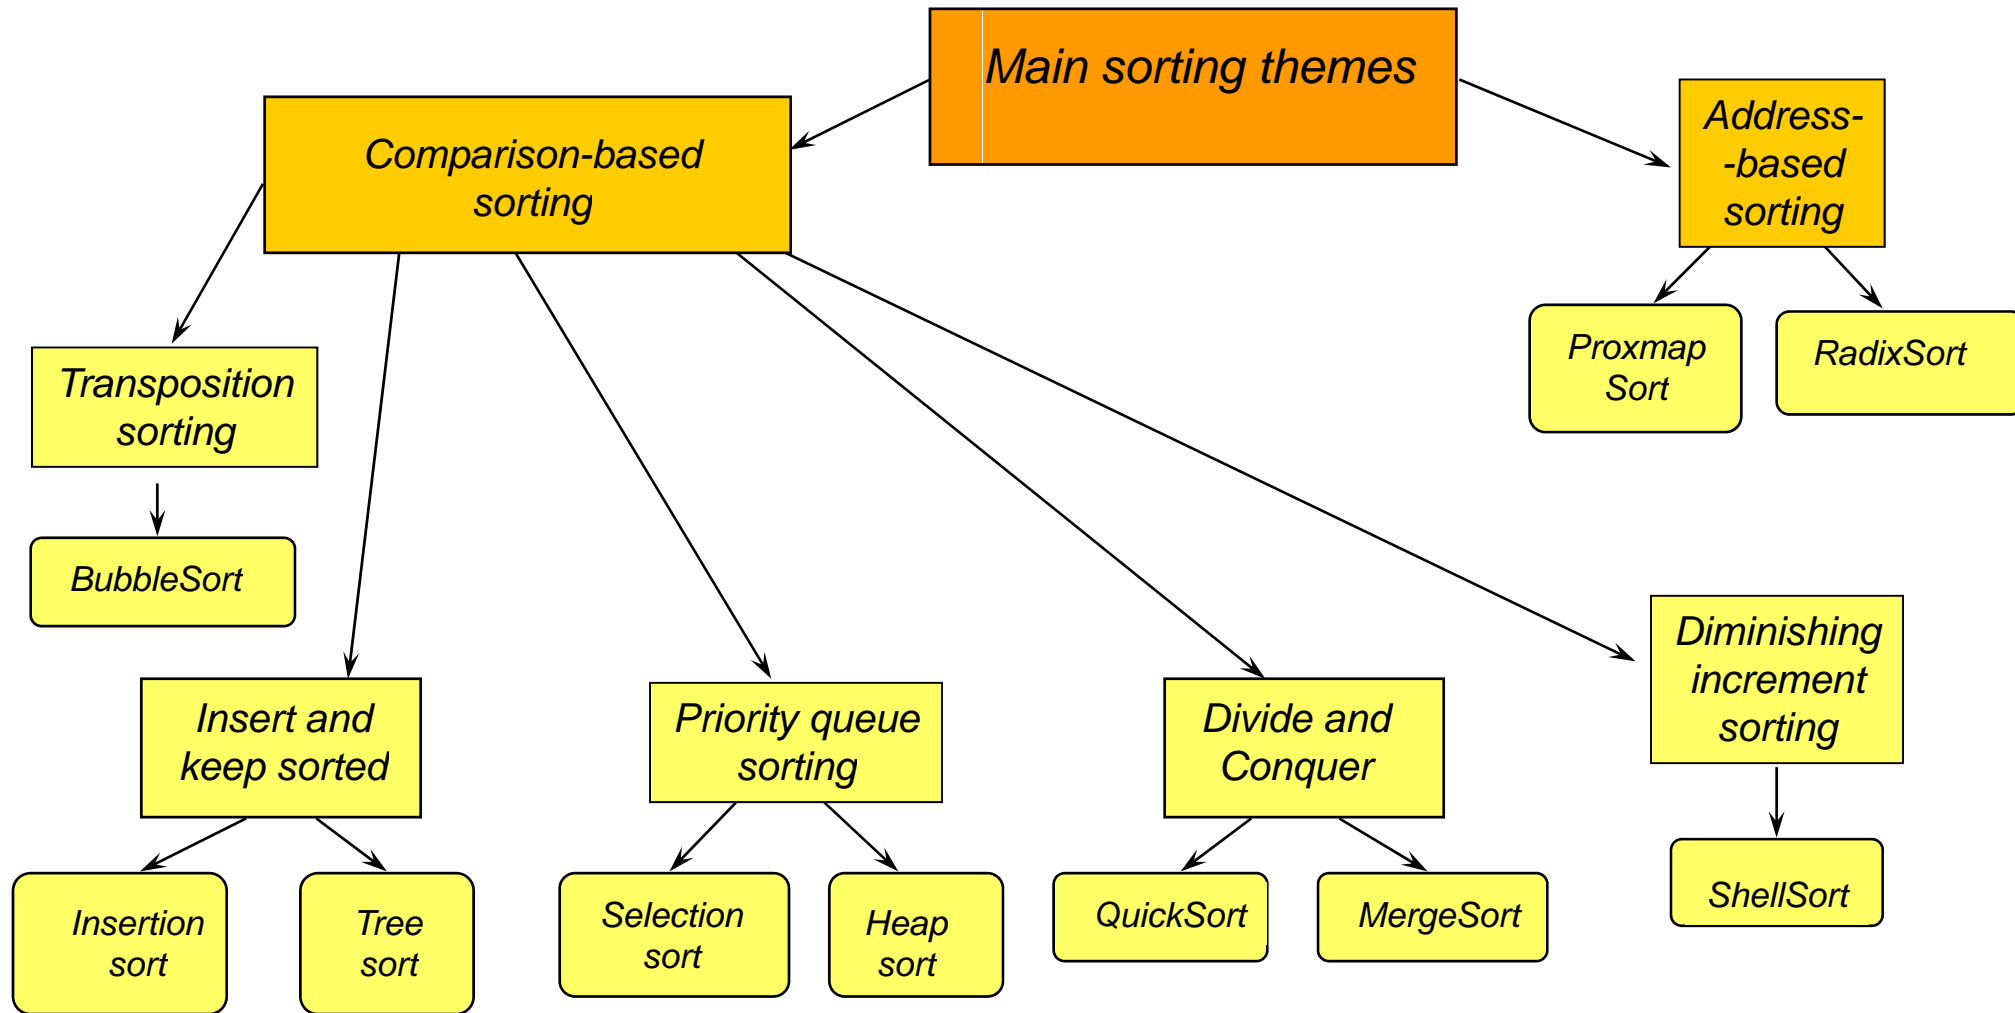 Main sorting themes
Comparison-based
sorting
Address-
-based
sorting
Proxmap
Sort
RadixSort
Transposition
sorting
BubbleSort
Insert and
keep sorted
Priority queue
sorting
Divide and
Conquer
Diminishing
increment
sorting
Insertion
sort
Tree
sort
Selection
sort
Heap
sort
QuickSort
MergeSort
ShellSort